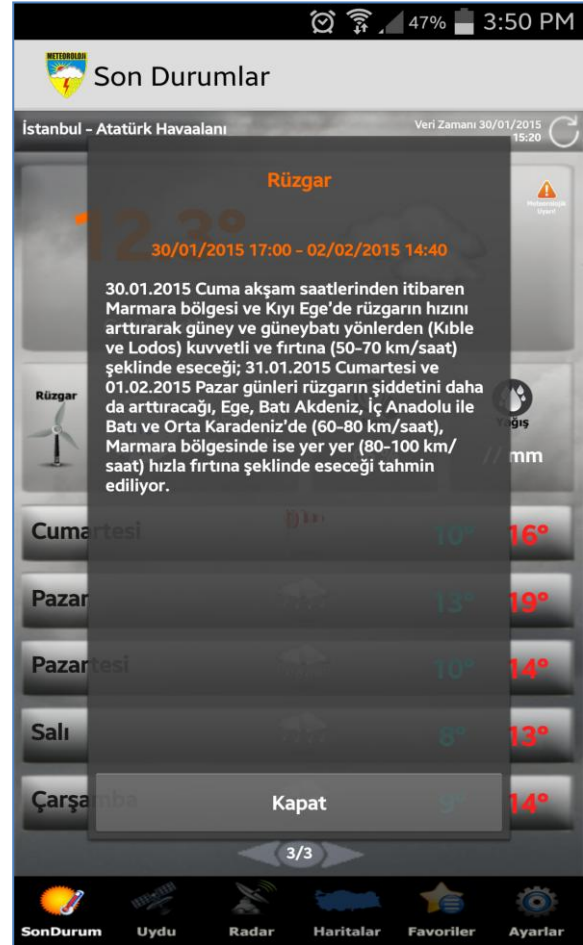 47% 3:50 PM
METEOROLOJİ
Son Durumlar
İstanbul - Atatürk Havaalanı
Veri Zamanı 30/01/2015
15:20
Rüzgar
Meteorolojik
Uyarı
12.3°
30/01/2015 17:00 - 02/02/2015 14:40
30.01.2015 Cuma akşam saatlerinden itibaren
Marmara bölgesi ve Kıyı Ege'de rüzgarın hızını
arttırarak güney ve güneybatı yönlerden (Kıble
ve Lodos) kuvvetli ve fırtına (50-70 km/saat)
şeklinde eseceği; 31.01.2015 Cumartesi ve
01.02.2015 Pazar günleri rüzgarın şiddetini daha
da arttıracağı, Ege, Batı Akdeniz, İç Anadolu ile
Batı ve Orta Karadeniz'de (60-80 km/saat),
Marmara bölgesinde ise yer yer (80-100 km/
saat) hızla fırtına şeklinde eseceği tahmin
ediliyor.
Rüzgar
Yağış
// mm
Cumartesi 10° 16°
Pazar 13° 19°
Pazartesi 10° 14°
Salı 8° 13°
Çarşamba 9° 14°
Kapat
3/3
SonDurum Uydu Radar Haritalar Favoriler Ayarlar